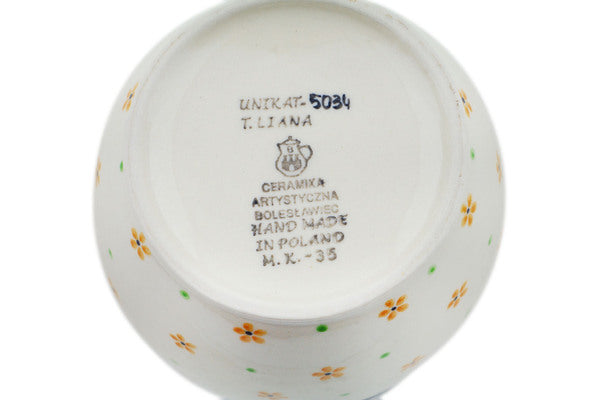 UNIKAT-5034
T. LIANA
B
CERAMIKA
ARTYSTYCZNA
BOLESŁAWIEC
HAND MADE
IN POLAND
M. K. - 35